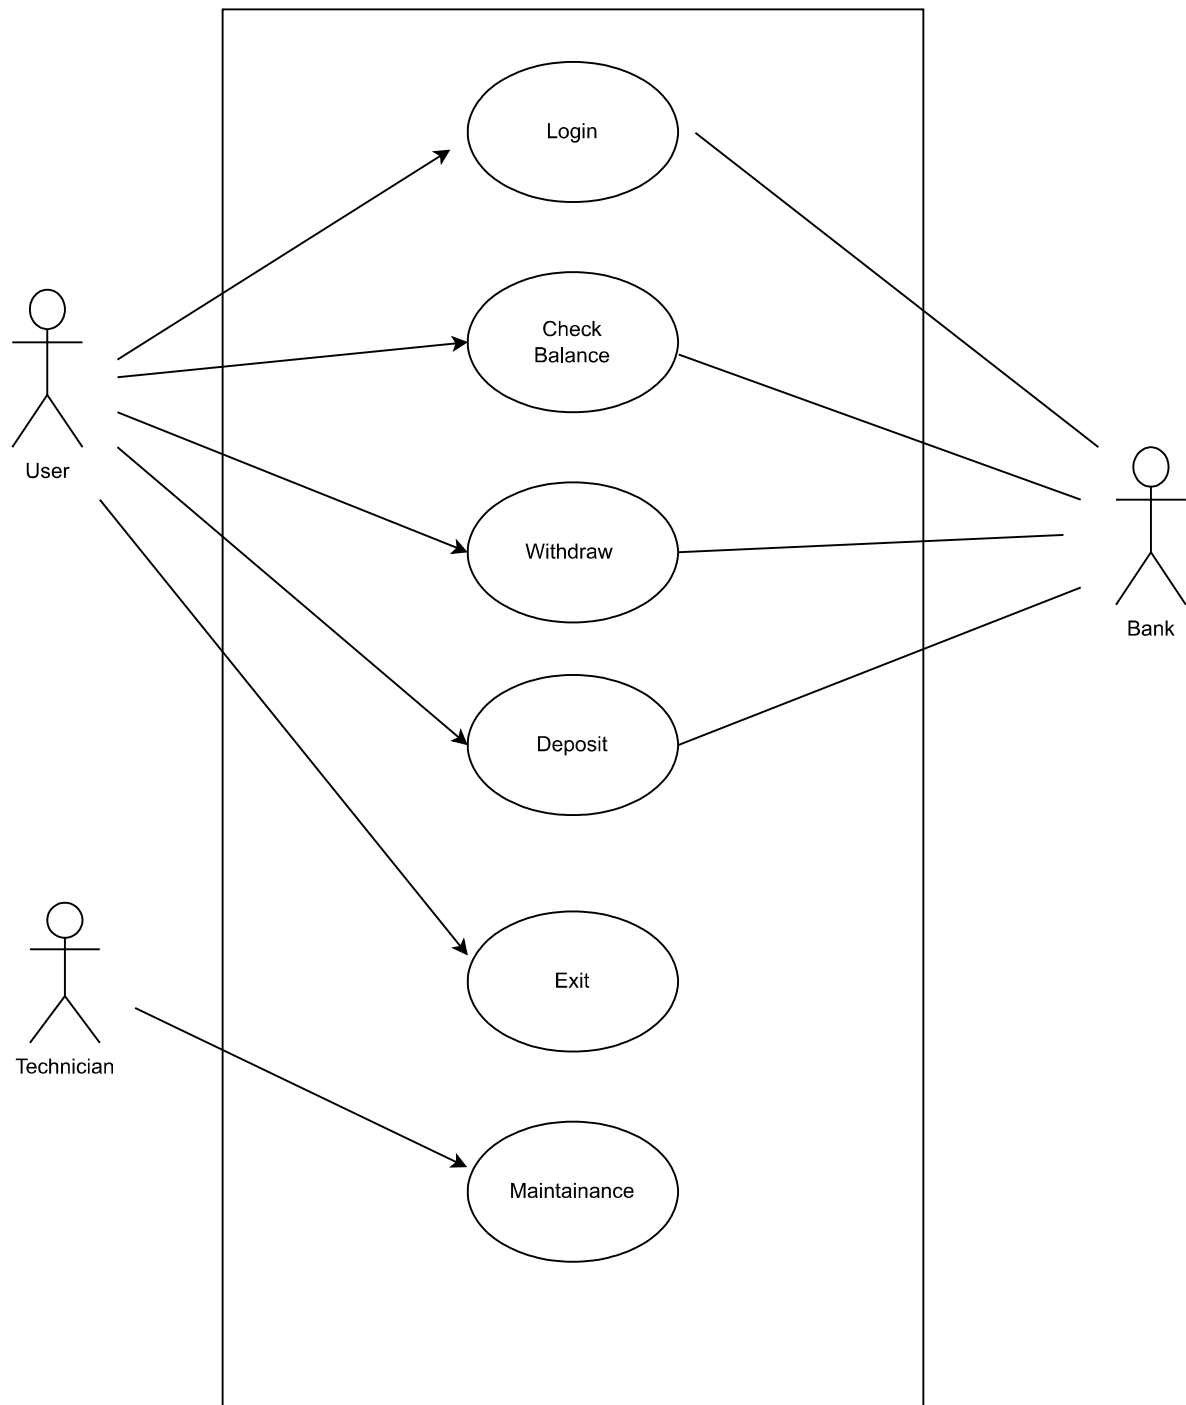 Login
Check
Balance
User
Withdraw
Bank
Deposit
Exit
Technician
Maintainance